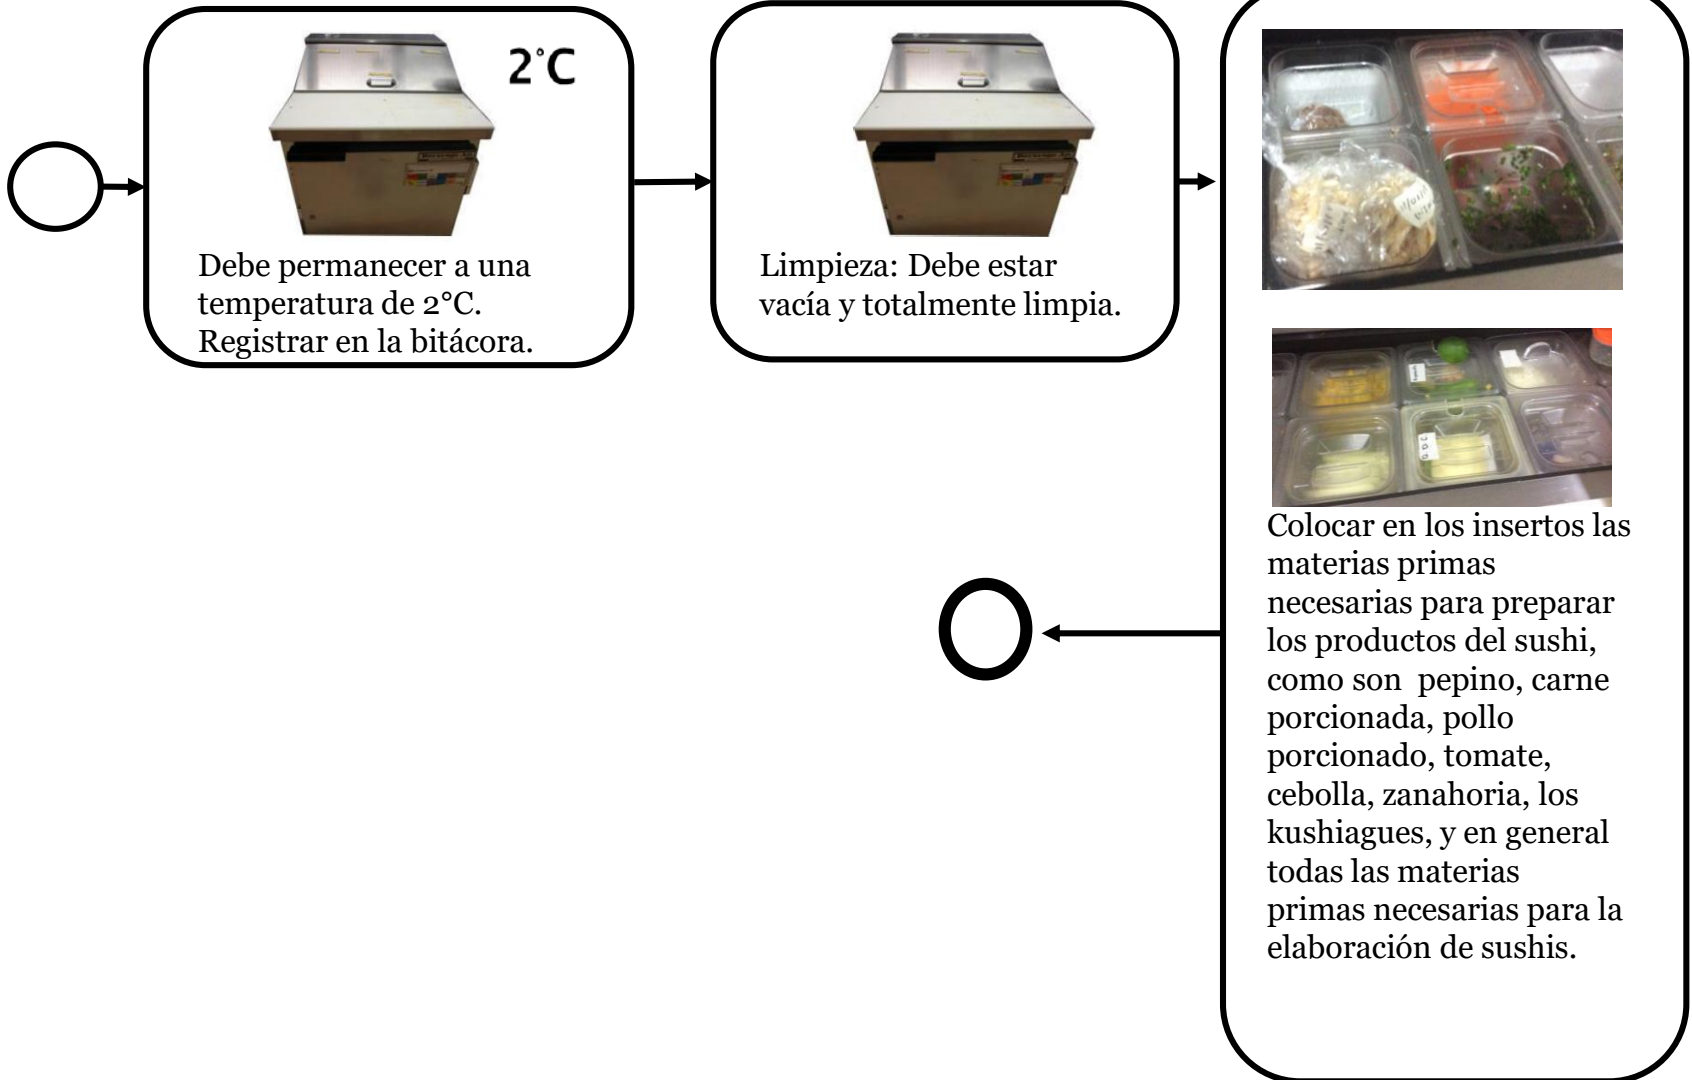 2°C
Debe permanecer a una
temperatura de 2°C.
Registrar en la bitácora.
Limpieza: Debe estar
vacía y totalmente limpia.
Colocar en los insertos las
materias primas
necesarias para preparar
los productos del sushi,
como son  pepino, carne
porcionada, pollo
porcionado, tomate,
cebolla, zanahoria, los
kushiagues, y en general
todas las materias
primas necesarias para la
elaboración de sushis.